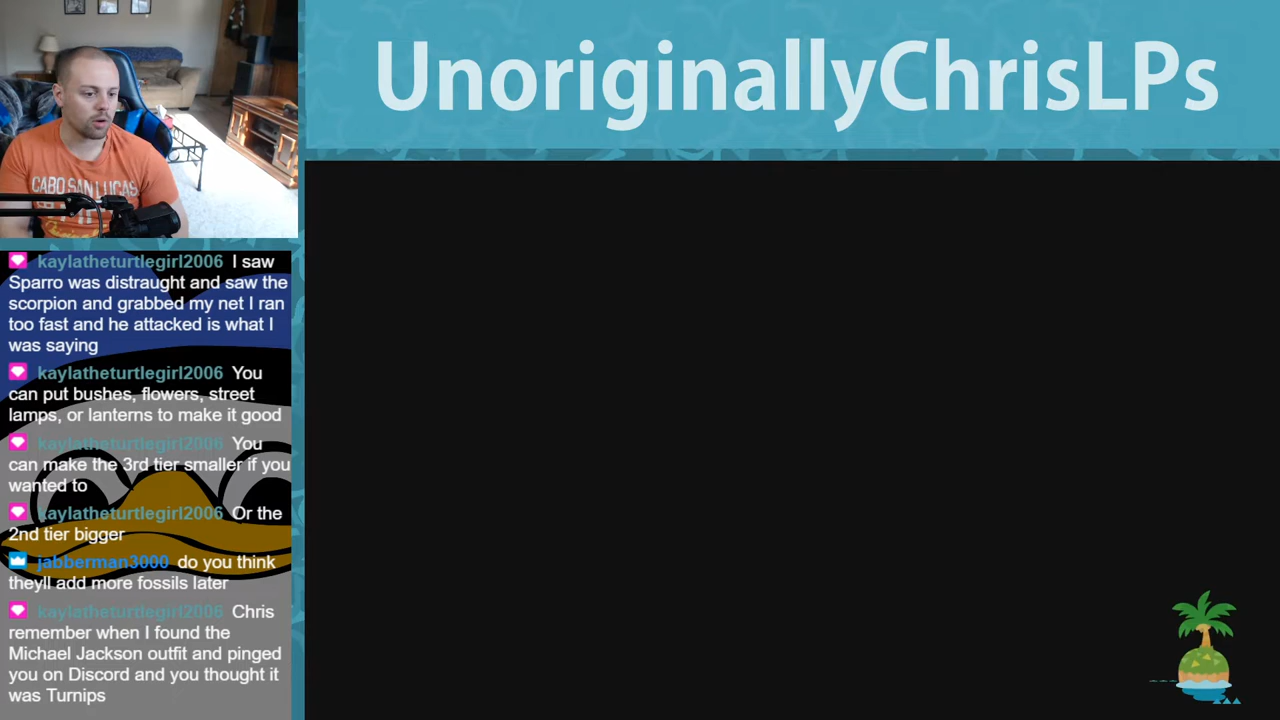 UnoriginallyChrisLPs
CABO SAN LUCAS
kaylatheturtlegirl2006 I saw
Sparro was distraught and saw the
scorpion and grabbed my net I ran
too fast and he attacked is what I
was saying
kaylatheturtlegirl2006 You
can put bushes, flowers, street
lamps, or lanterns to make it good
kaylatheturtlegirl2006 You
can make the 3rd tier smaller if you
wanted to
kaylatheturtlegirl2006 Or the
2nd tier bigger
jabberman3000 do you think
theyll add more fossils later
kaylatheturtlegirl2006 Chris
remember when I found the
Michael Jackson outfit and pinged
you on Discord and you thought it
was Turnips